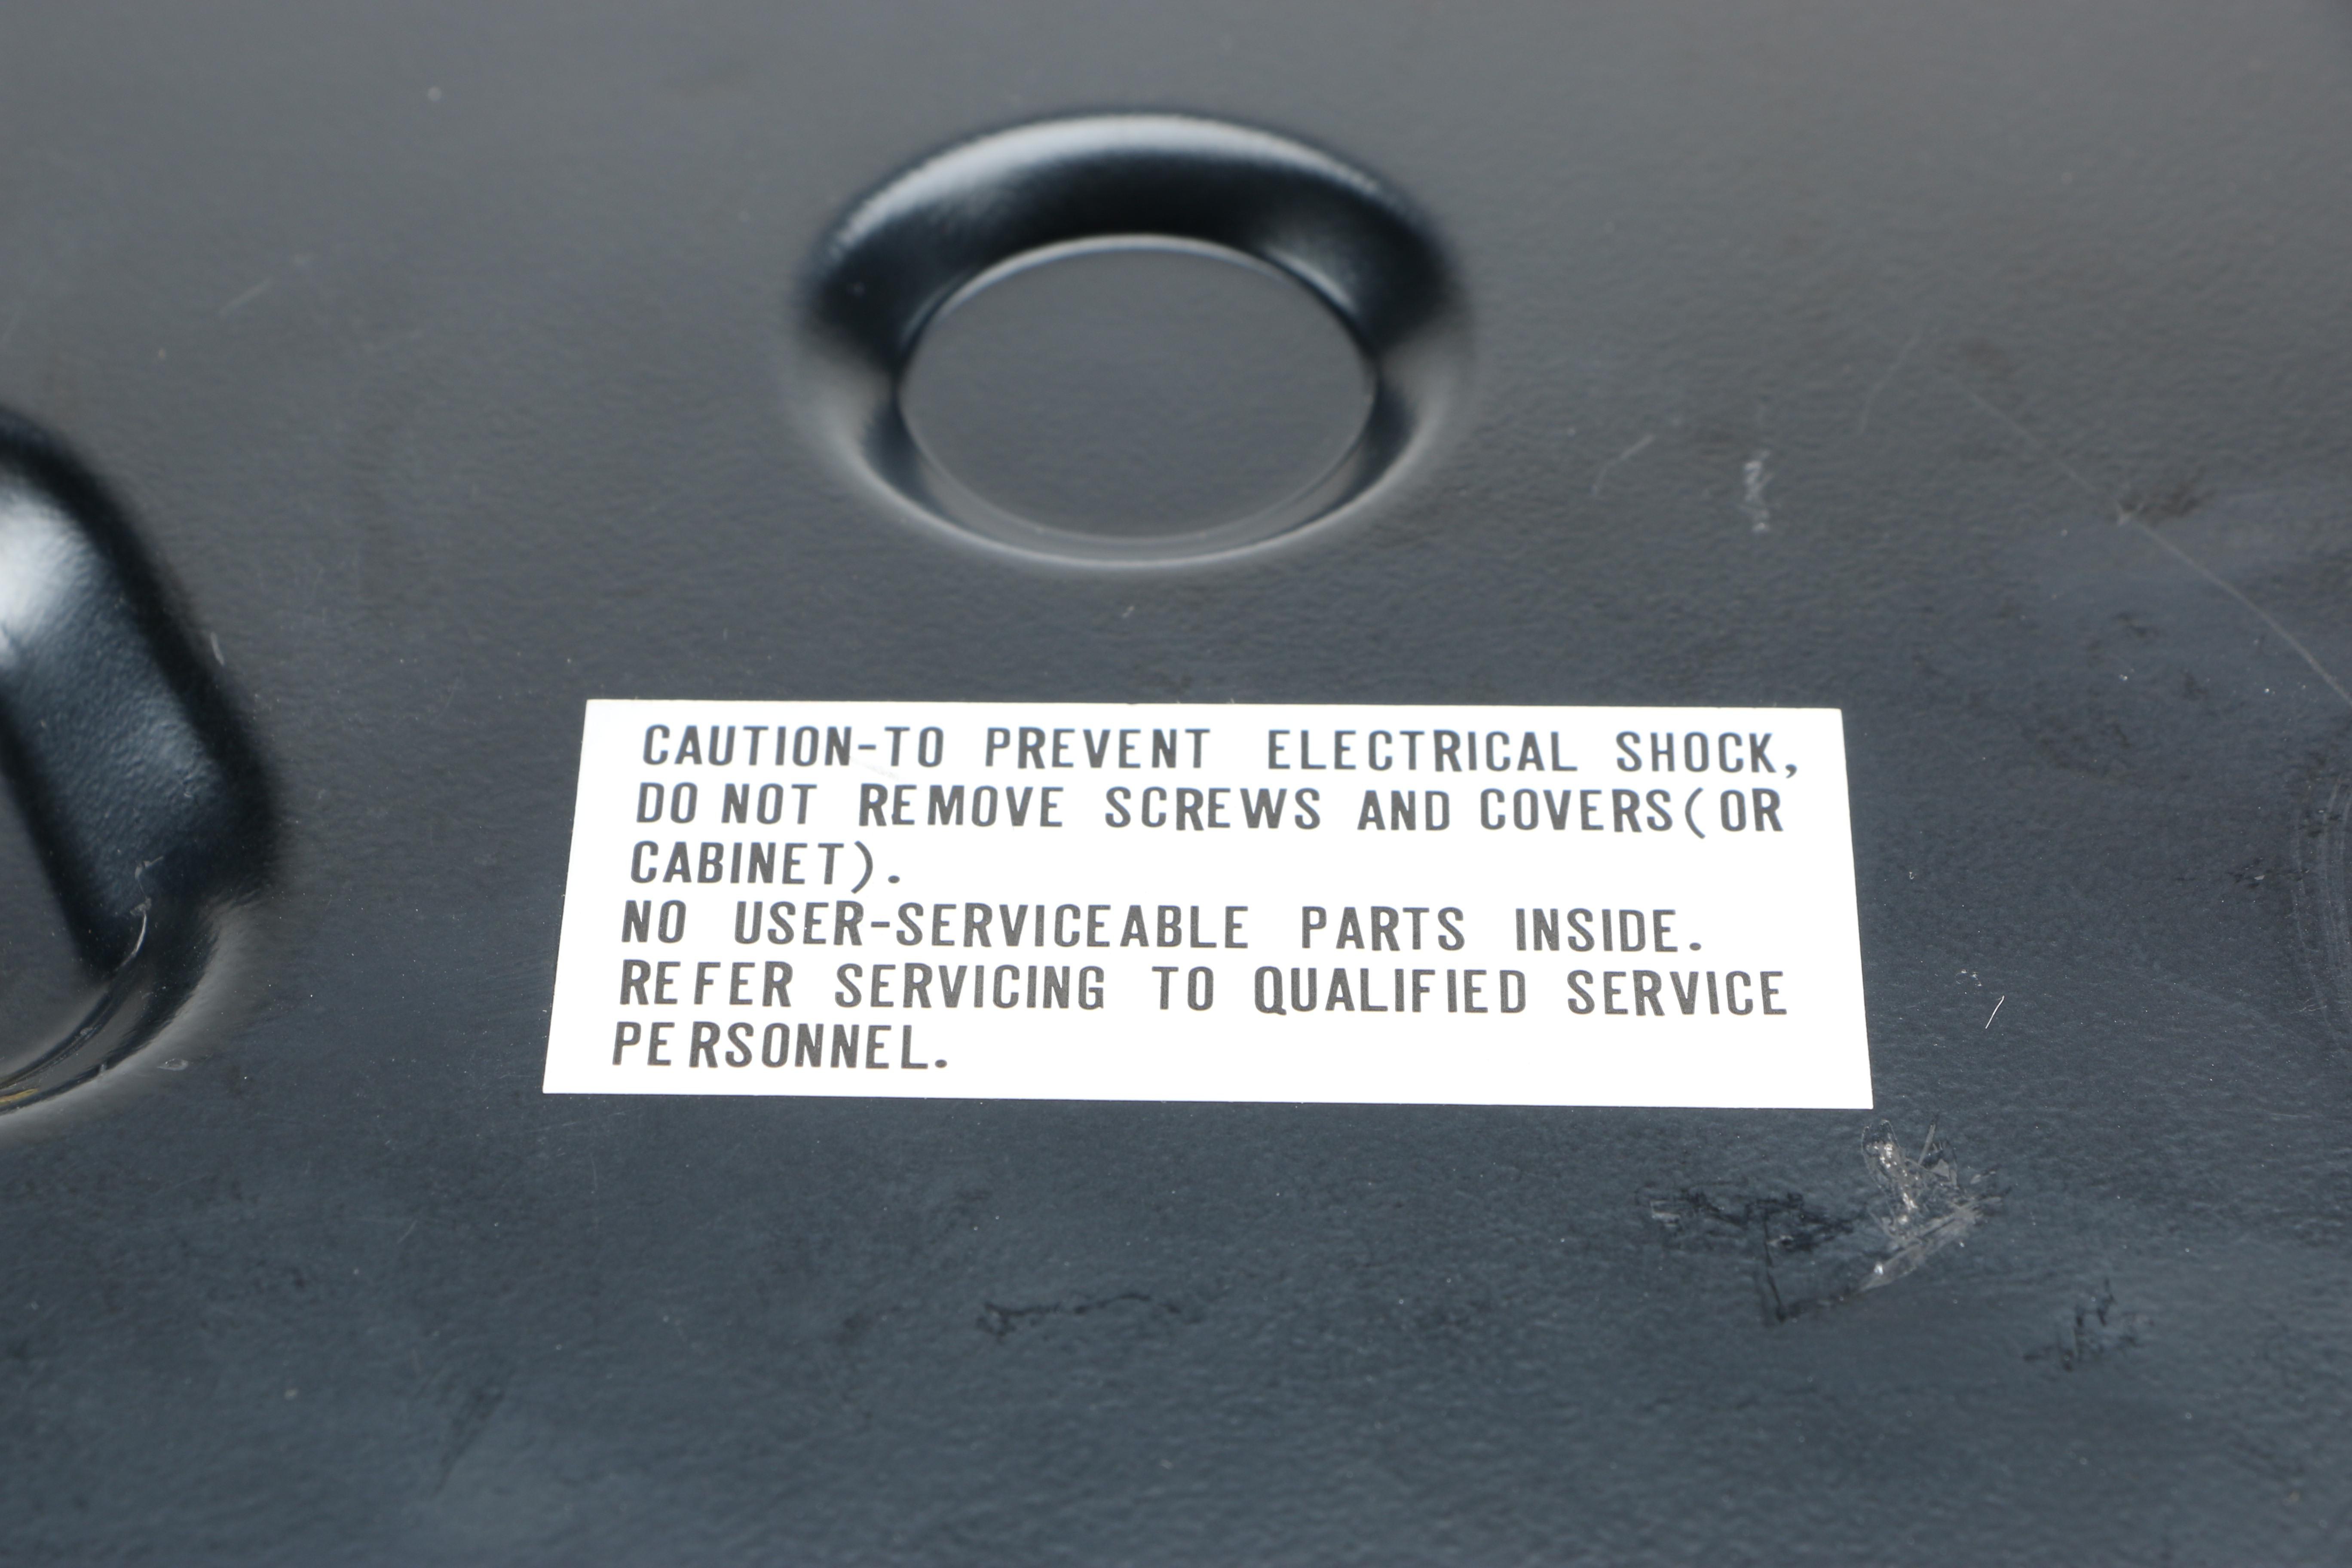 CAUTION-TO PREVENT ELECTRICAL SHOCK,
DO NOT REMOVE SCREWS AND COVERS(OR
CABINET).
NO USER-SERVICEABLE PARTS INSIDE.
REFER SERVICING TO QUALIFIED SERVICE
PERSONNEL.